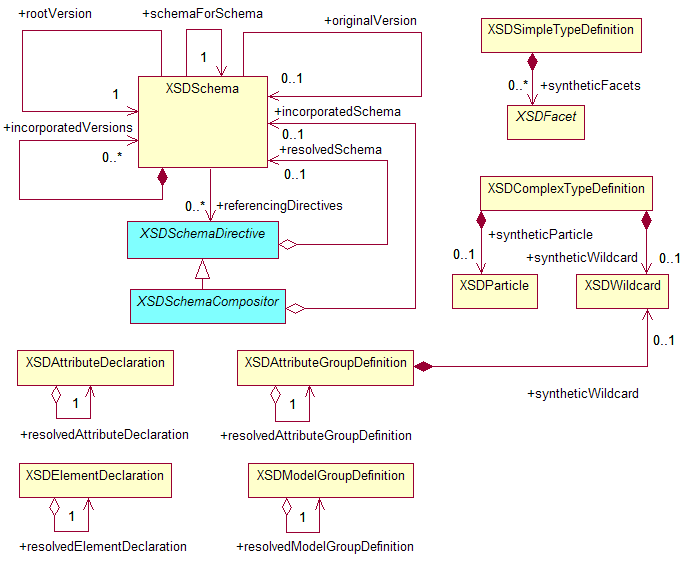 +rootVersion
+schemaForSchema
+originalVersion
1
1
0..1
XSDSchema
+incorporatedVersions
0..*
+incorporatedSchema
0..1
+resolvedSchema
0..1
0..*
+referencingDirectives
XSDSchemaDirective
XSDSchemaCompositor
XSDSimpleTypeDefinition
0..*
+syntheticFacets
XSDFacet
XSDComplexTypeDefinition
+syntheticParticle
0..1
+syntheticWildcard
0..1
XSDParticle
XSDWildcard
0..1
+syntheticWildcard
XSDAttributeDeclaration
1
+resolvedAttributeDeclaration
XSDAttributeGroupDefinition
1
+resolvedAttributeGroupDefinition
XSDElementDeclaration
1
+resolvedElementDeclaration
XSDModelGroupDefinition
1
+resolvedModelGroupDefinition